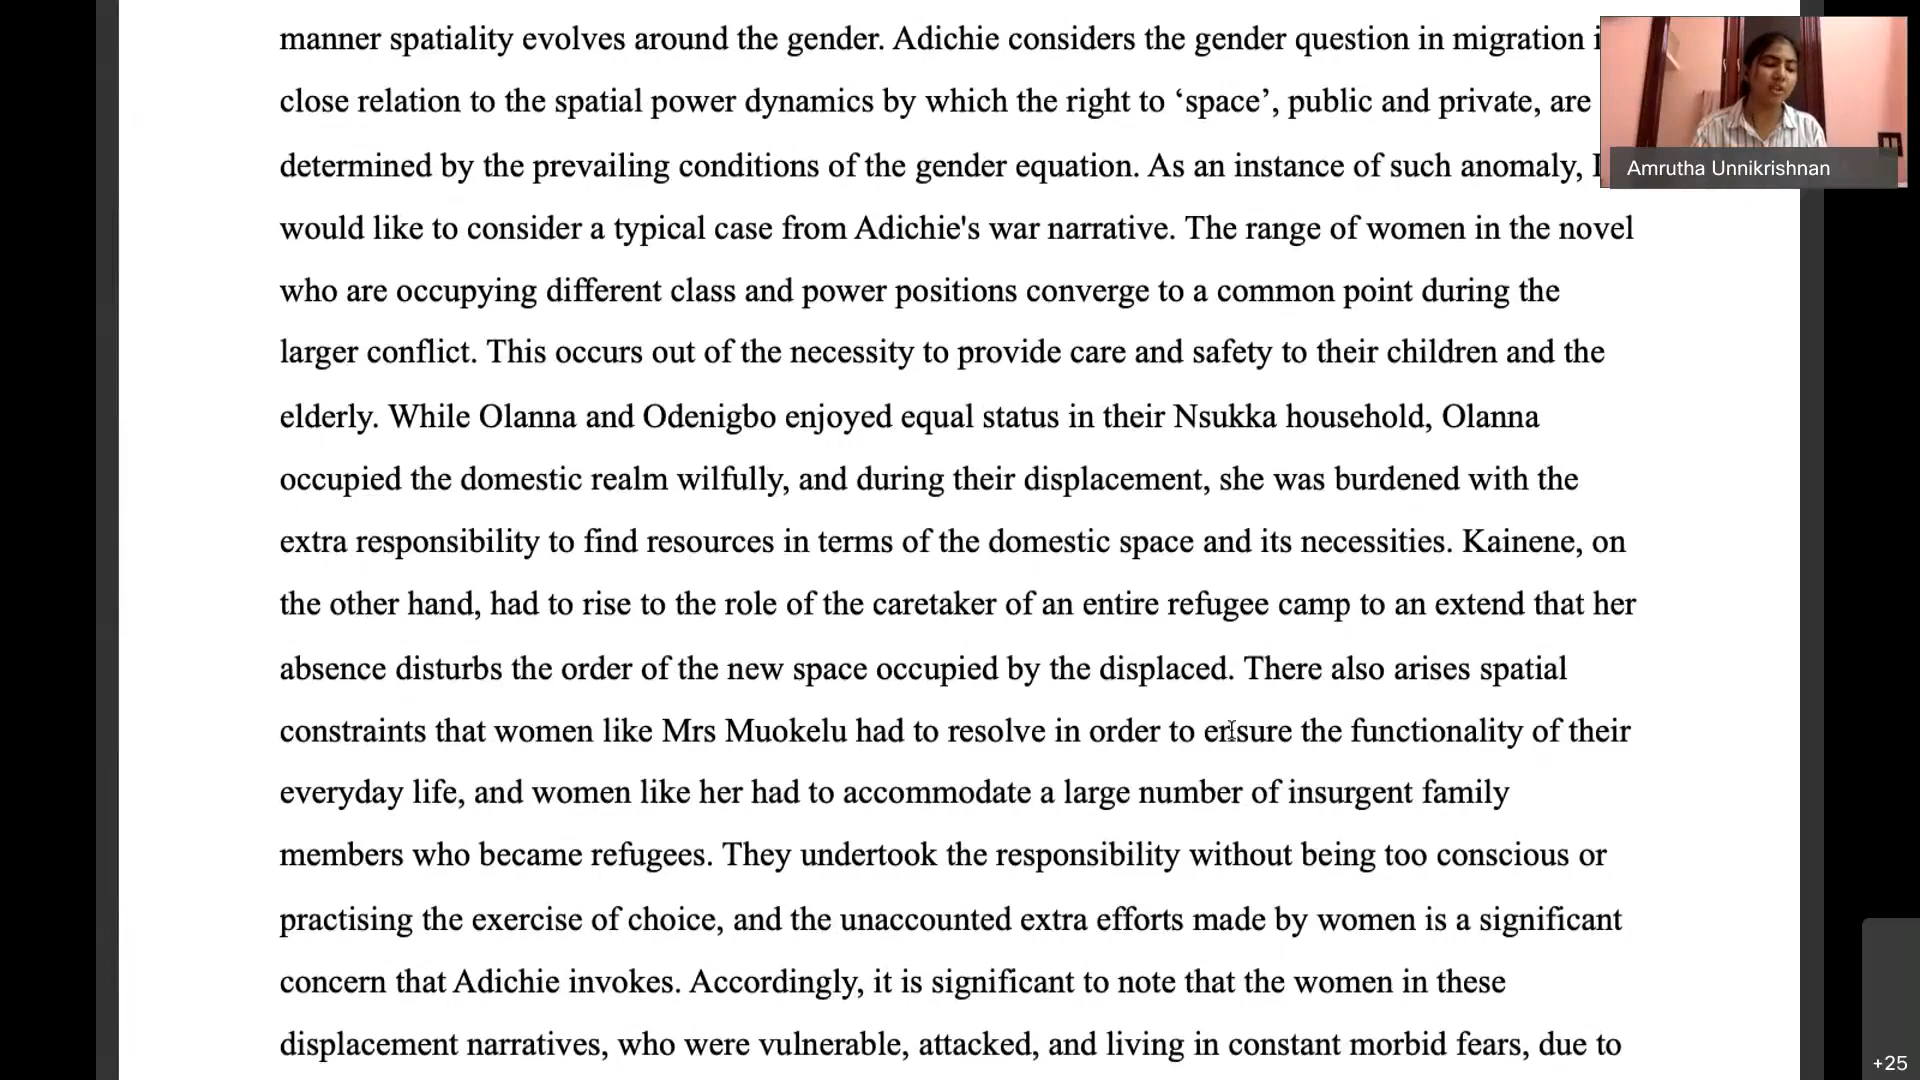 manner spatiality evolves around the gender. Adichie considers the gender question in migration
close relation to the spatial power dynamics by which the right to ‘space’, public and private, are
determined by the prevailing conditions of the gender equation. As an instance of such anomaly, I
would like to consider a typical case from Adichie's war narrative. The range of women in the novel
who are occupying different class and power positions converge to a common point during the
larger conflict. This occurs out of the necessity to provide care and safety to their children and the
elderly. While Olanna and Odenigbo enjoyed equal status in their Nsukka household, Olanna
occupied the domestic realm wilfully, and during their displacement, she was burdened with the
extra responsibility to find resources in terms of the domestic space and its necessities. Kainene, on
the other hand, had to rise to the role of the caretaker of an entire refugee camp to an extend that her
absence disturbs the order of the new space occupied by the displaced. There also arises spatial
constraints that women like Mrs Muokelu had to resolve in order to ensure the functionality of their
everyday life, and women like her had to accommodate a large number of insurgent family
members who became refugees. They undertook the responsibility without being too conscious or
practising the exercise of choice, and the unaccounted extra efforts made by women is a significant
concern that Adichie invokes. Accordingly, it is significant to note that the women in these
displacement narratives, who were vulnerable, attacked, and living in constant morbid fears, due to
Amrutha Unnikrishnan
+25